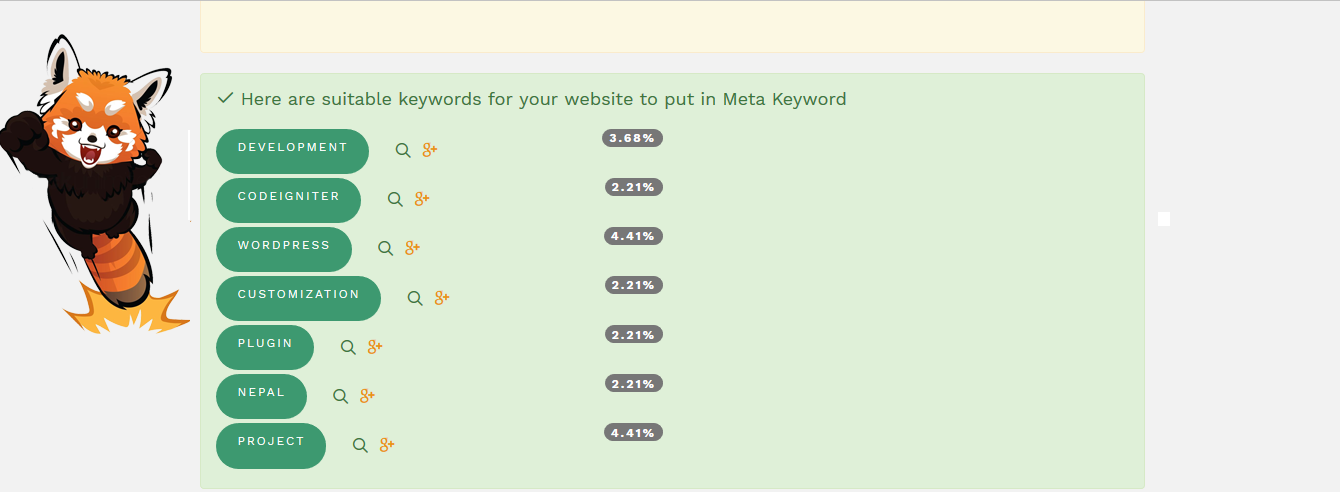 Here are suitable keywords for your website to put in Meta Keyword
DEVELOPMENT g+ 3.68%
CODEIGNITER g+ 2.21%
WORDPRESS g+ 4.41%
CUSTOMIZATION g+ 2.21%
PLUGIN g+ 2.21%
NEPAL g+ 2.21%
PROJECT g+ 4.41%